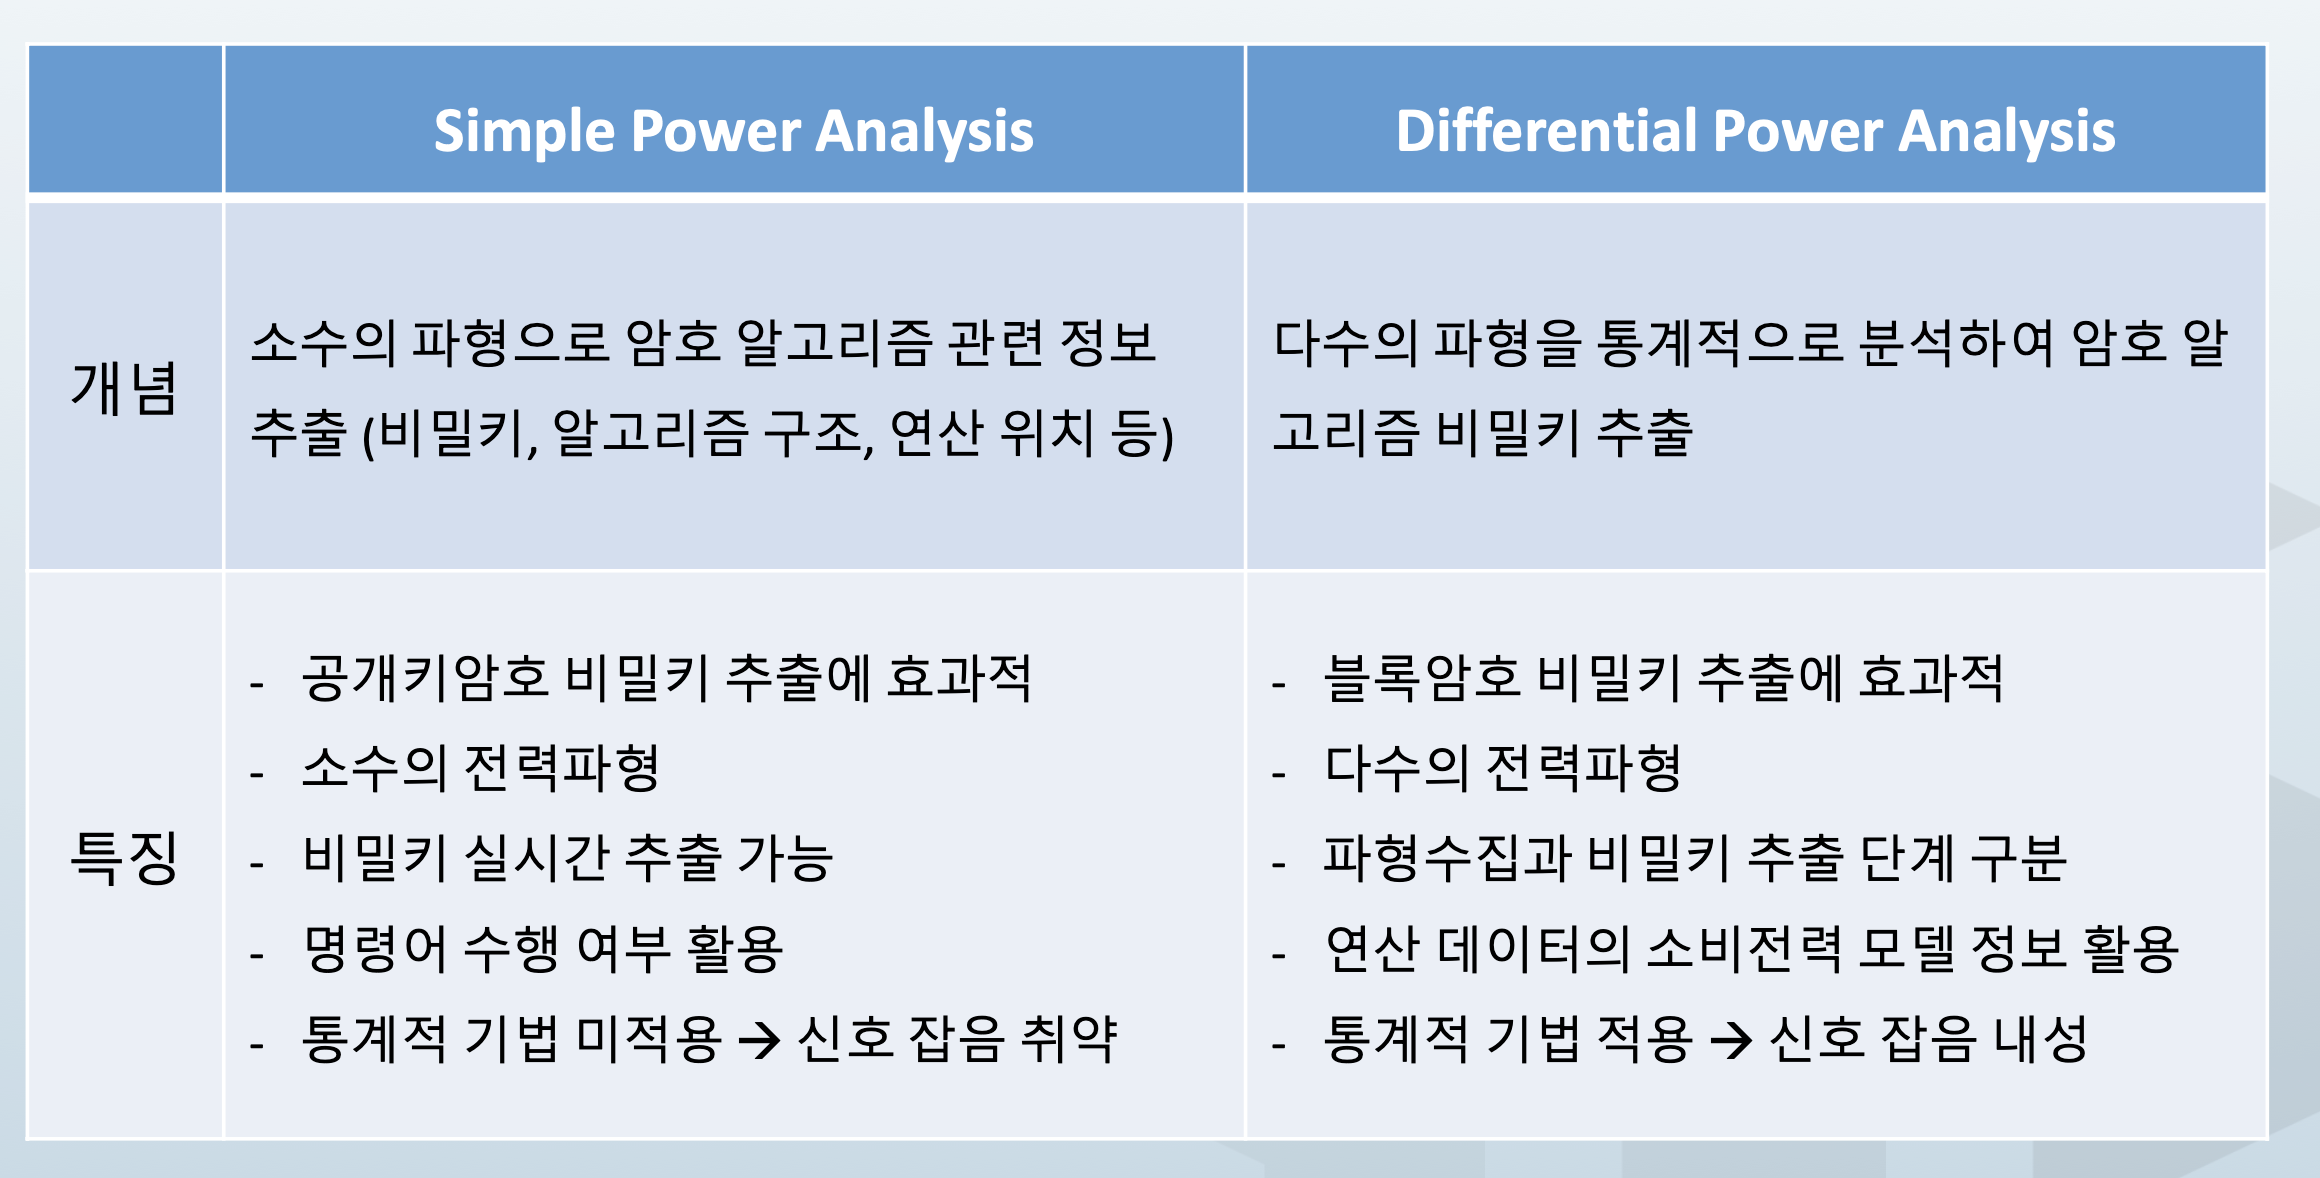 Simple Power Analysis
Differential Power Analysis
개념
소수의 파형으로 암호 알고리즘 관련 정보
추출 (비밀키, 알고리즘 구조, 연산 위치 등)
다수의 파형을 통계적으로 분석하여 암호 알
고리즘 비밀키 추출
특징
- 공개키암호 비밀키 추출에 효과적
- 소수의 전력파형
- 비밀키 실시간 추출 가능
- 명령어 수행 여부 활용
- 통계적 기법 미적용 → 신호 잡음 취약
- 블록암호 비밀키 추출에 효과적
- 다수의 전력파형
- 파형수집과 비밀키 추출 단계 구분
- 연산 데이터의 소비전력 모델 정보 활용
- 통계적 기법 적용 → 신호 잡음 내성